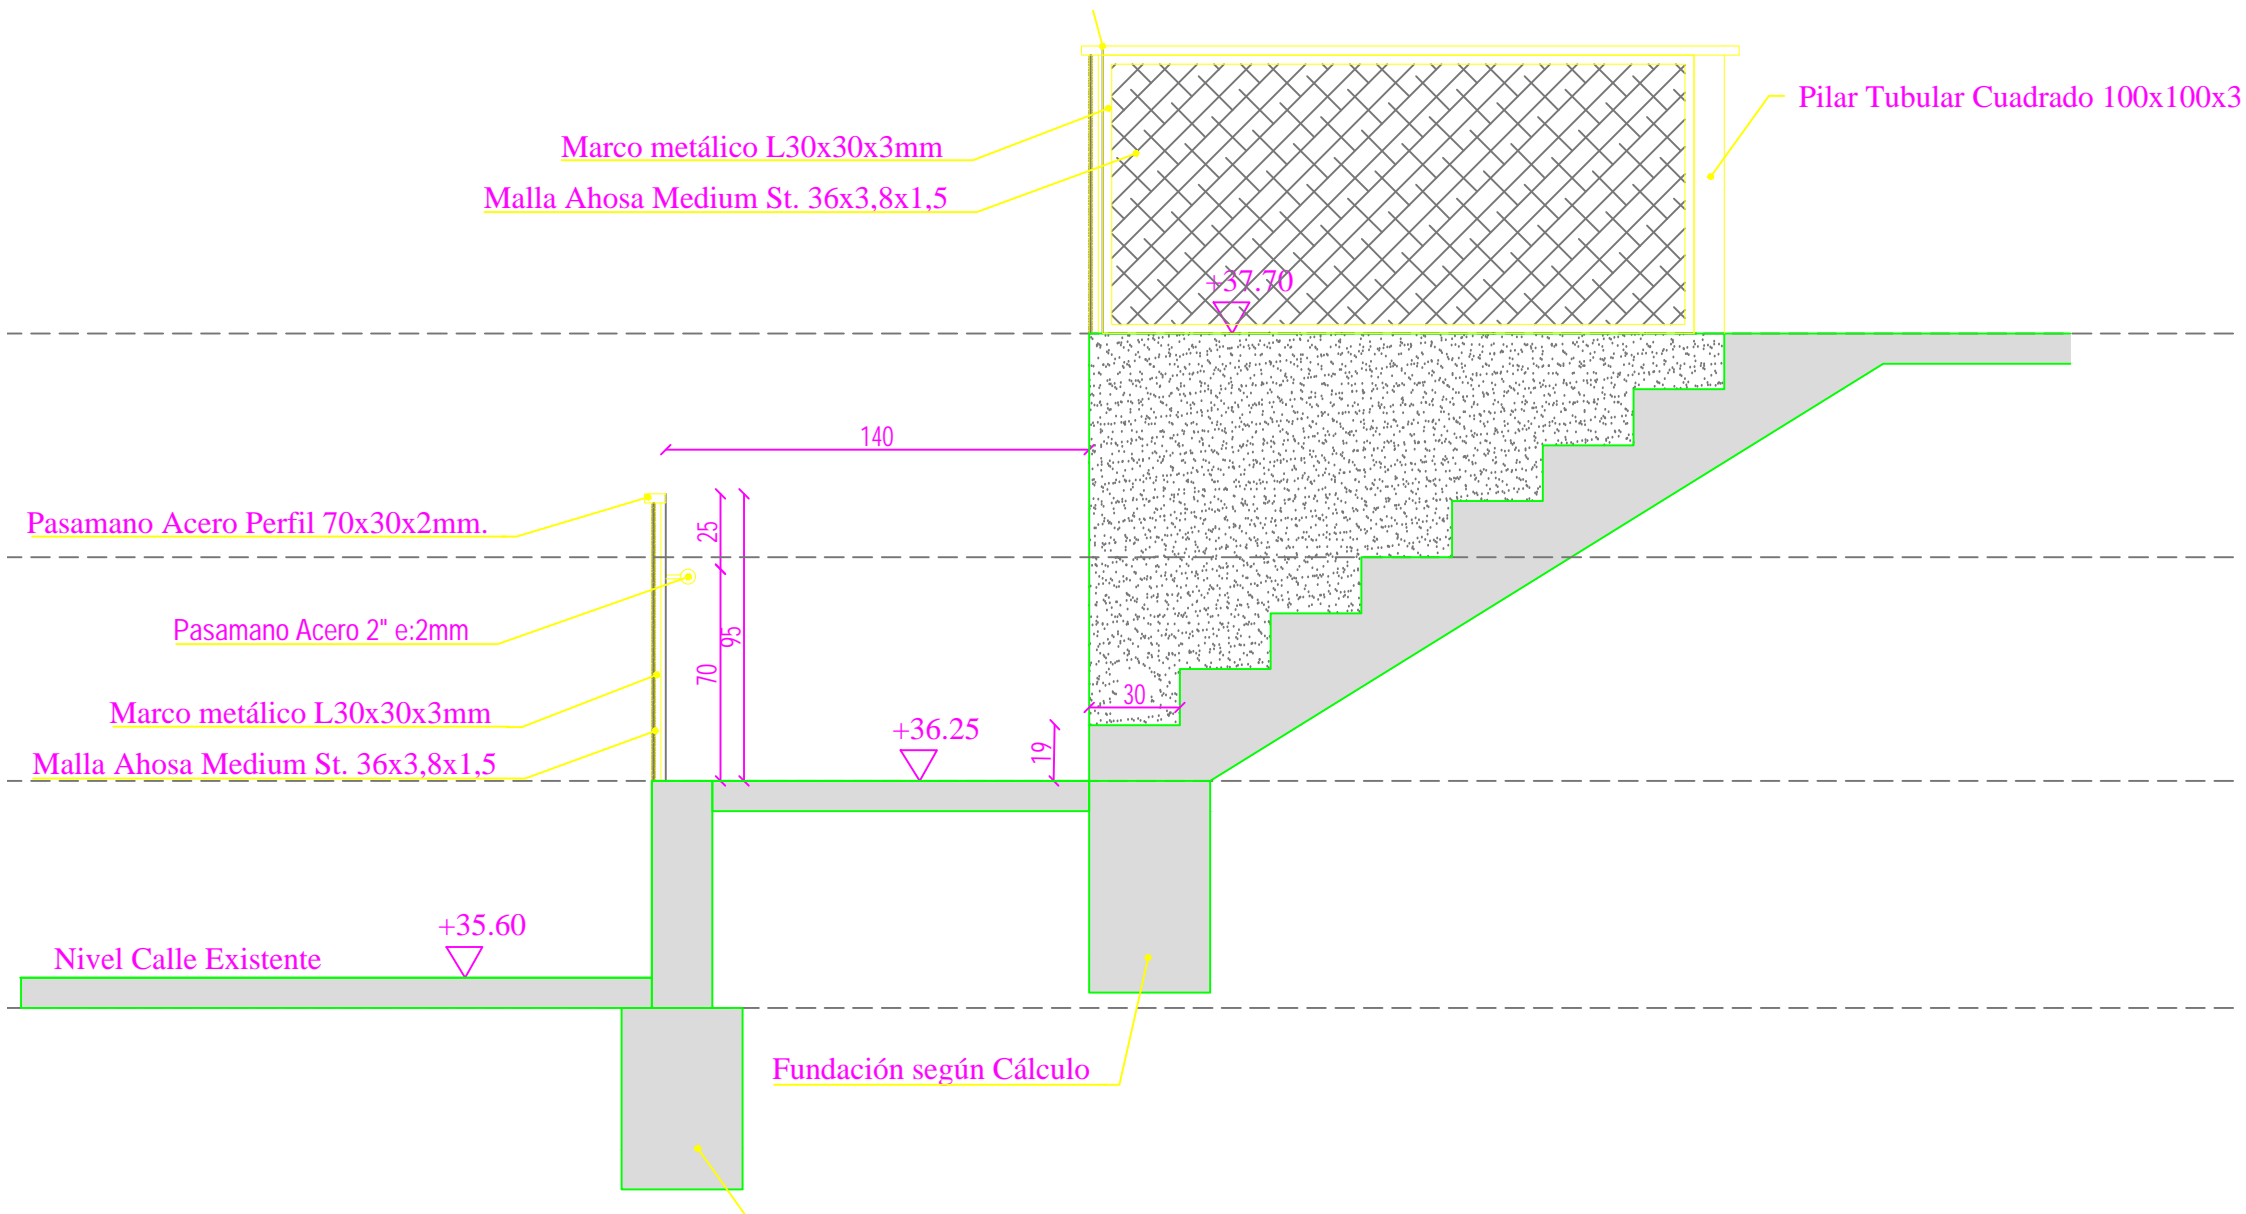 Pilar Tubular Cuadrado 100x100x3
Marco metálico L30x30x3mm
Malla Ahosa Medium St. 36x3,8x1,5
+37.70
140
Pasamano Acero Perfil 70x30x2mm.
25
Pasamano Acero 2" e:2mm
95
70
30
Marco metálico L30x30x3mm
+36.25
19
Malla Ahosa Medium St. 36x3,8x1,5
+35.60
Nivel Calle Existente
Fundación según Cálculo